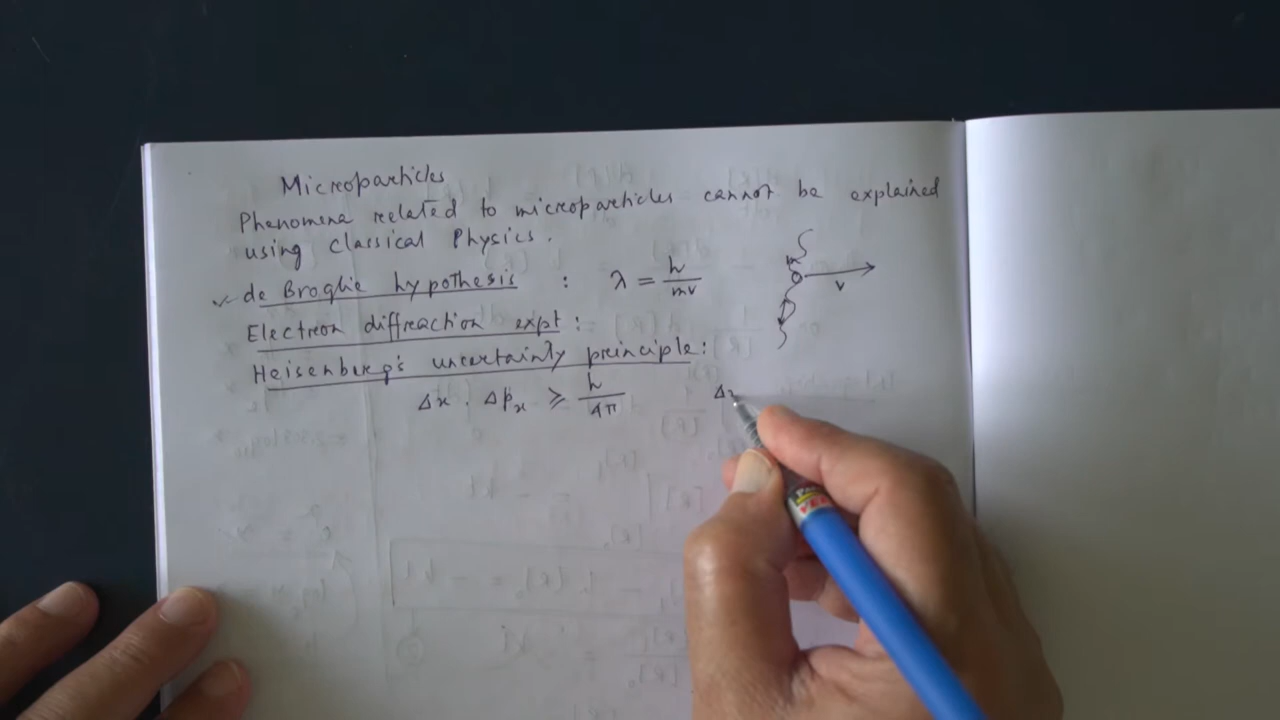 Microparticles
Phenomena related to microparticles cannot be explained
using Classical Physics.
✓ de Broglie hypothesis : λ = h/mv
v
Electron diffraction expt :
Heisenberg's uncertainty principle :
Δx . Δpₓ ⩾ h/4π
Δx